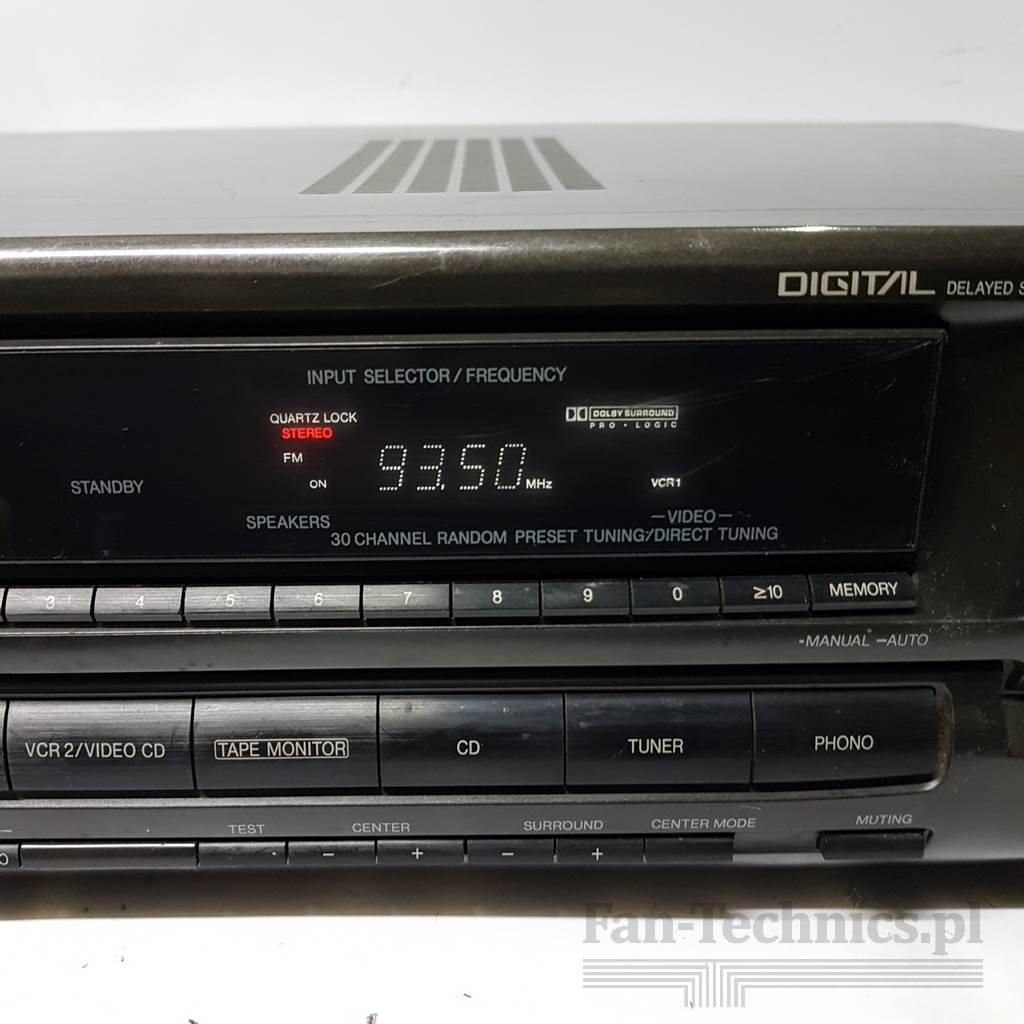 DIGITAL DELAYED S
INPUT SELECTOR/FREQUENCY
QUARTZ LOCK
STEREO
DOLBY SURROUND
PRO • LOGIC
FM
93.50 MHz
ON
VCR1
STANDBY
SPEAKERS
—VIDEO—
30 CHANNEL RANDOM PRESET TUNING/DIRECT TUNING
3 4 5 6 7 8 9 0 ≥10 MEMORY
•MANUAL —AUTO
VCR 2/VIDEO CD TAPE MONITOR CD TUNER PHONO
TEST CENTER SURROUND CENTER MODE MUTING
− + − +
Fan-Technics.pl